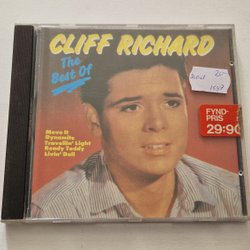 CLIFF RICHARD
The
Best Of
Move It
Dynamite
Travellin' Light
Ready Teddy
Livin' Doll
FYND-
PRIS
29:90